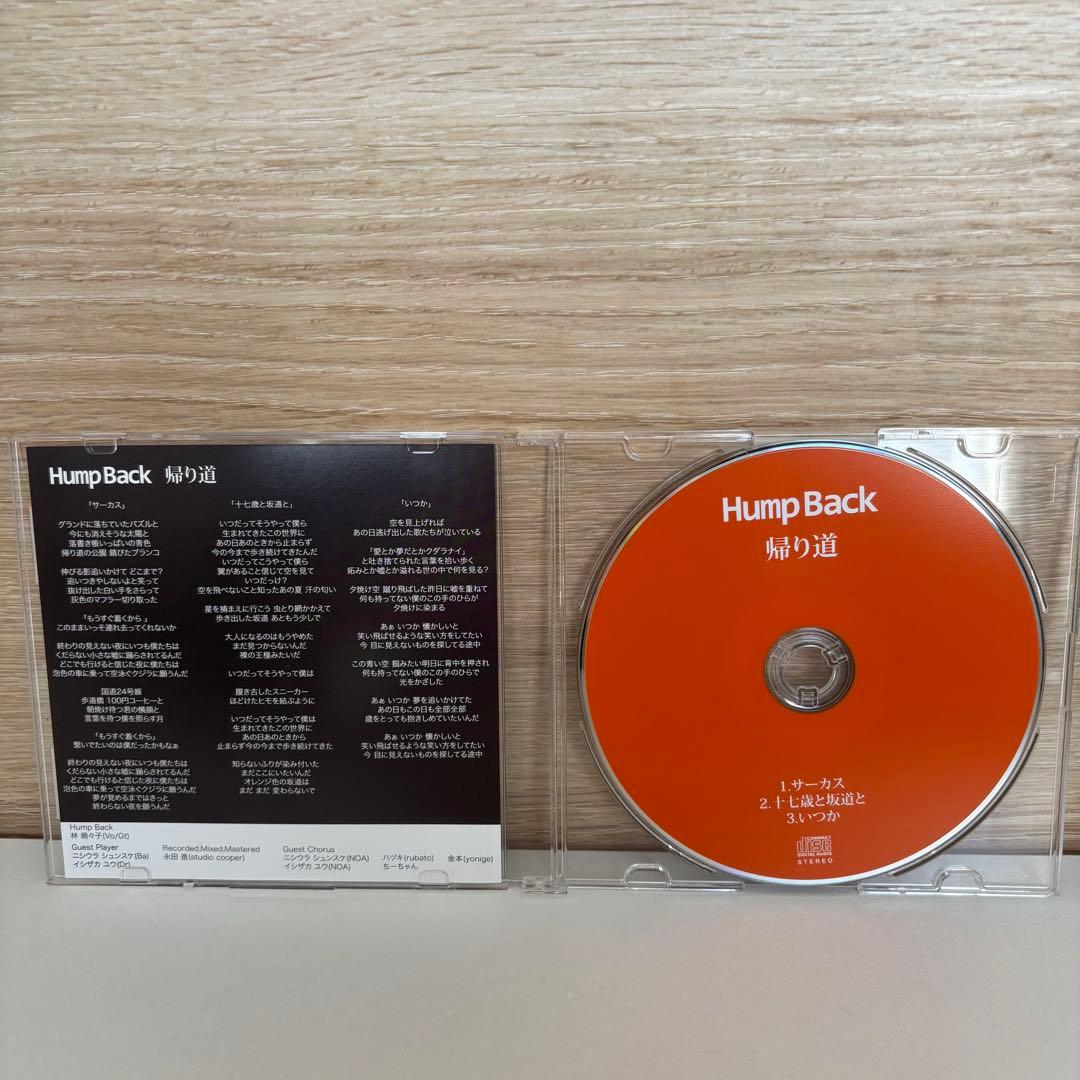 Hump Back 帰り道
「サーカス」
グランドに落ちていたパズルと
今にも消えそうな太陽と
落書き帳いっぱいの青色
帰り道の公園 錆びたブランコ
伸びる影追いかけて どこまで?
追いつきやしないよと笑って
抜け出した白い手をさらって
灰色のマフラー切り取った
「もうすぐ着くから 」
このままいっそ連れ去ってくれないか
終わりの見えない夜にいつも僕たちは
くだらない小さな嘘に踊らされてるんだ
どこでも行けると信じた夜に僕たちは
泡色の車に乗って空泳ぐクジラに願うんだ
国道24号線
歩道橋 100円コーヒーと
朝焼け待つ君の横顔と
言葉を待つ僕を照らす月
「もうすぐ着くから」
繋いでたいのは僕だったかもなぁ
終わりの見えない夜にいつも僕たちは
くだらない小さな嘘に踊らされてるんだ
どこでも行けると信じた夜に僕たちは
泡色の車に乗って空泳ぐクジラに願うんだ
夢が覚めるまではきっと
終わらない夜を願うんだ
「十七歳と坂道と」
いつだってそうやって僕ら
生まれてきたこの世界に
あの日あのときから止まらず
今の今まで歩き続けてきたんだ
いつだってこうやって僕ら
翼があること信じて空を見て
いつだっけ?
空を飛べないこと知ったあの夏 汗の匂い
星を捕まえに行こう 虫とり網かかえて
歩き出した坂道 あともう少しで
大人になるのはもうやめた
まだ見つからないんだ
裸の王様みたいだ
いつだってそうやって僕は
履き古したスニーカー
ほどけたヒモを結ぶように
いつだってそうやって僕は
生まれてきたこの世界に
あの日あのときから
止まらず今の今まで歩き続けてきた
知らないふりが染み付いた
まだここにいたいんだ
オレンジ色の坂道は
まだ まだ 変わらないで
「いつか」
空を見上げれば
あの日逃げ出した歌たちが泣いている
「愛とか夢だとかクダラナイ」
と吐き捨てられた言葉を拾い歩く
妬みとか嘘とか溢れる世の中で何を見る?
夕焼け空 蹴り飛ばした昨日に嘘を重ねて
何も持ってない僕のこの手のひらが
夕焼けに染まる
あぁ いつか 懐かしいと
笑い飛ばせるような笑い方をしてたい
今 目に見えないものを探してる途中
この青い空 掴みたい明日に背中を押され
何も持ってない僕のこの手のひらで
光をかざした
あぁ いつか 夢を追いかけてた
あの日もこの日も全部全部
歳をとっても抱きしめていたいんだ
あぁ いつか 懐かしいと
笑い飛ばせるような笑い方をしてたい
今 目に見えないものを探してる途中
Hump Back
林 萌々子(Vo/Gt)
Guest Player
ニシウラ シュンスケ(Ba)
イシザカ ユウ(Dr)
Recorded,Mixed,Mastered
永田 進(studio cooper)
Guest Chorus
ニシウラ シュンスケ(NOA)
イシザカ ユウ(NOA)
ハヅキ(rubato)
ちーちゃん
金本(yonige)
Hump Back
帰り道
1.サーカス
2.十七歳と坂道と
3.いつか
COMPACT
disc
DIGITAL AUDIO
STEREO